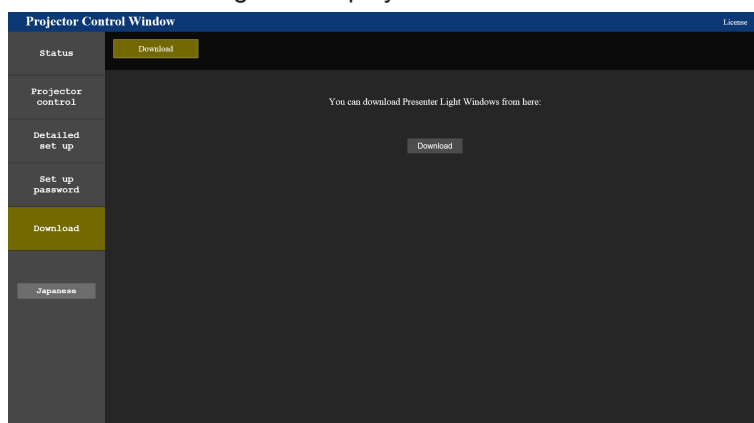 Projector Control Window
License
Status
Download
Projector
control
You can download Presenter Light Windows from here:
Detailed
set up
Download
Set up
password
Download
Japanese